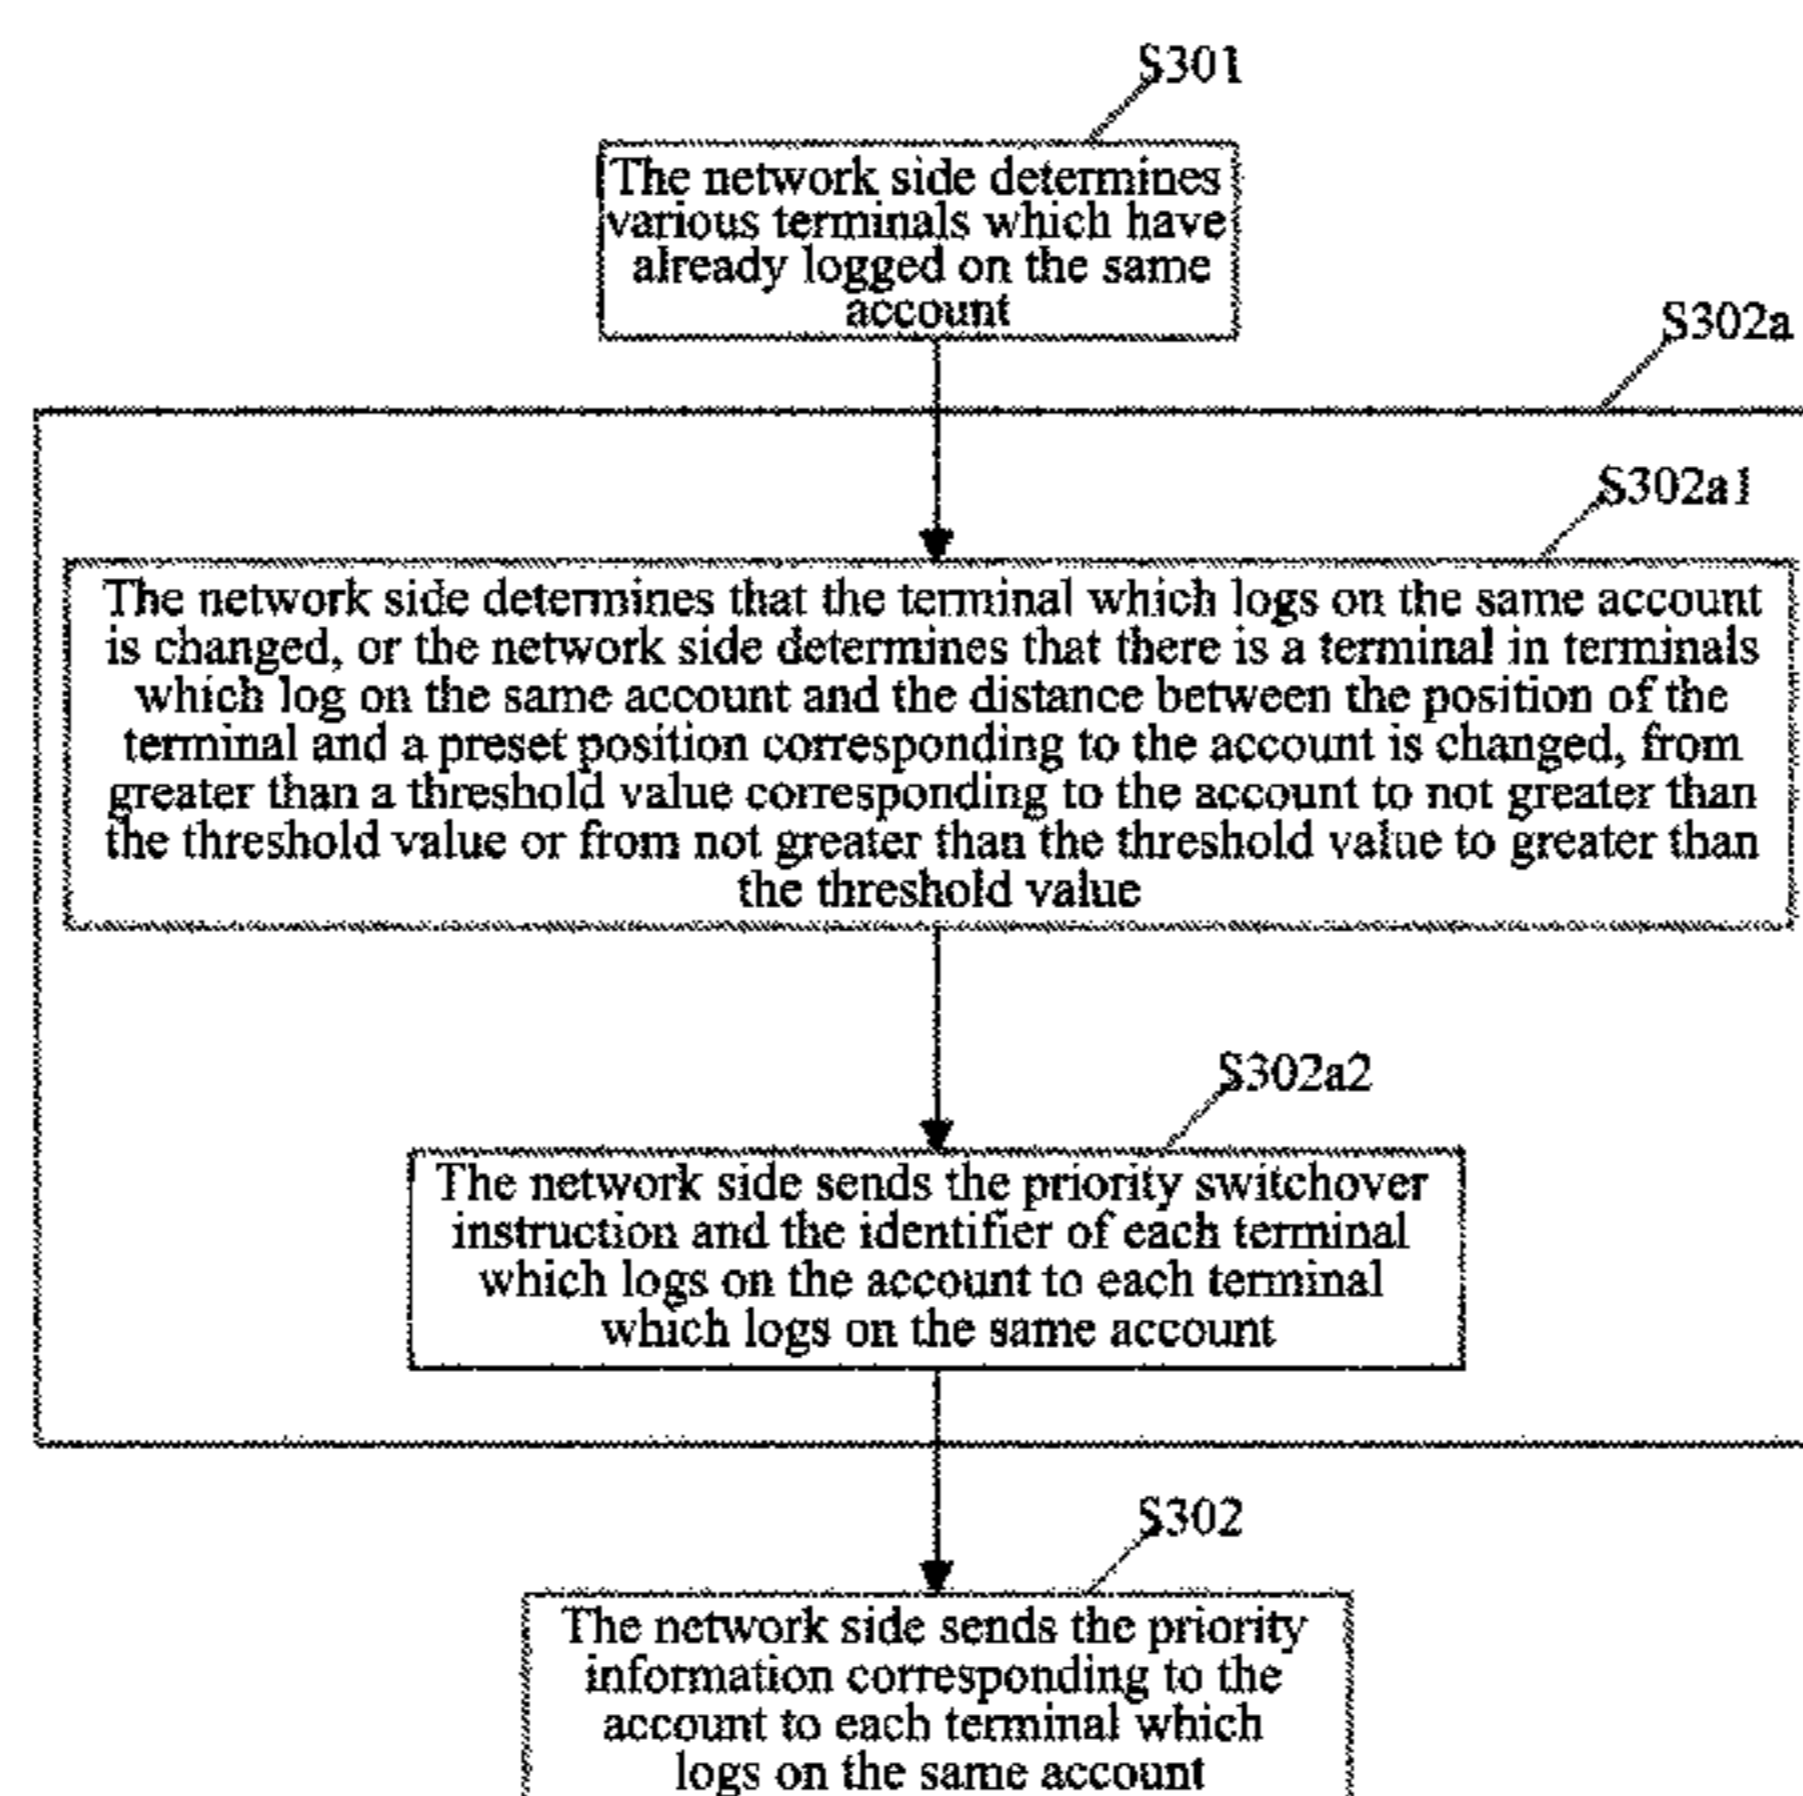 S301
The network side determines
various terminals which have
already logged on the same
account
S302a
S302a1
The network side determines that the terminal which logs on the same account
is changed, or the network side determines that there is a terminal in terminals
which log on the same account and the distance between the position of the
terminal and a preset position corresponding to the account is changed, from
greater than a threshold value corresponding to the account to not greater than
the threshold value or from not greater than the threshold value to greater than
the threshold value
S302a2
The network side sends the priority switchover
instruction and the identifier of each terminal
which logs on the account to each terminal
which logs on the same account
S302
The network side sends the priority
information corresponding to the
account to each terminal which
logs on the same account